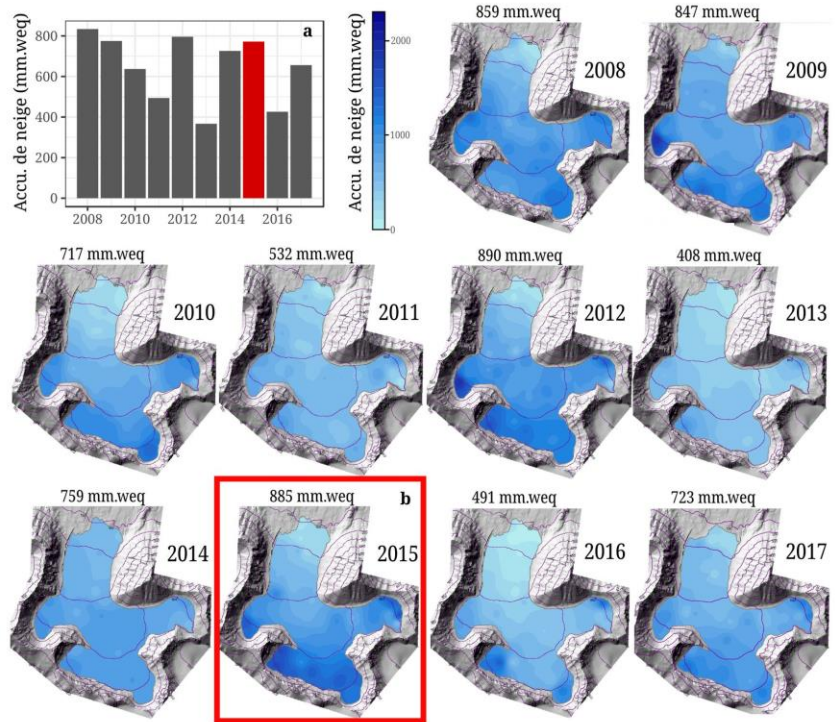 Accu. de neige (mm.weq)
800
600
400
200
0
2008
2010
2012
2014
2016
a
Accu. de neige (mm.weq)
2000
1000
0
859 mm.weq
2008
847 mm.weq
2009
717 mm.weq
2010
532 mm.weq
2011
890 mm.weq
2012
408 mm.weq
2013
759 mm.weq
2014
885 mm.weq
b
2015
491 mm.weq
2016
723 mm.weq
2017